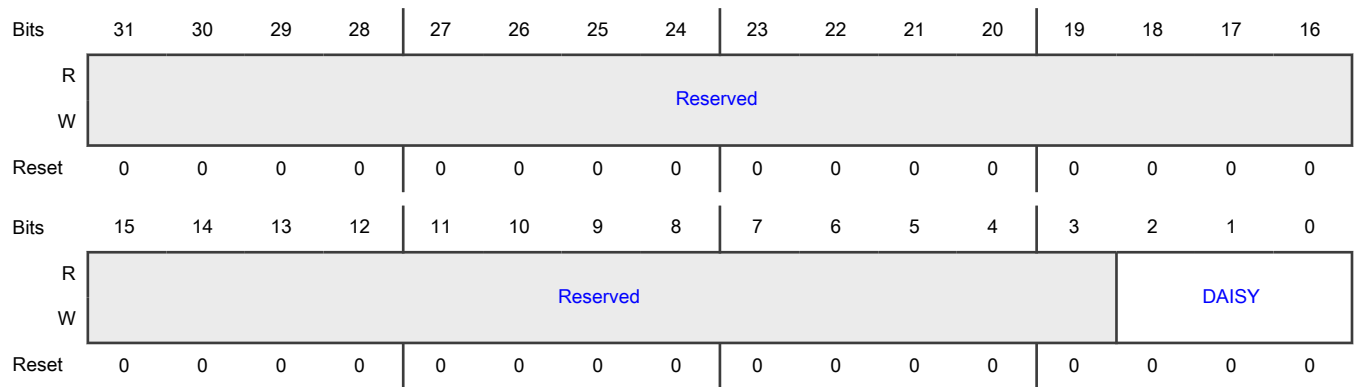 Bits 31 30 29 28 27 26 25 24 23 22 21 20 19 18 17 16
R
Reserved
W
Reset 0 0 0 0 0 0 0 0 0 0 0 0 0 0 0 0
Bits 15 14 13 12 11 10 9 8 7 6 5 4 3 2 1 0
R
Reserved DAISY
W
Reset 0 0 0 0 0 0 0 0 0 0 0 0 0 0 0 0